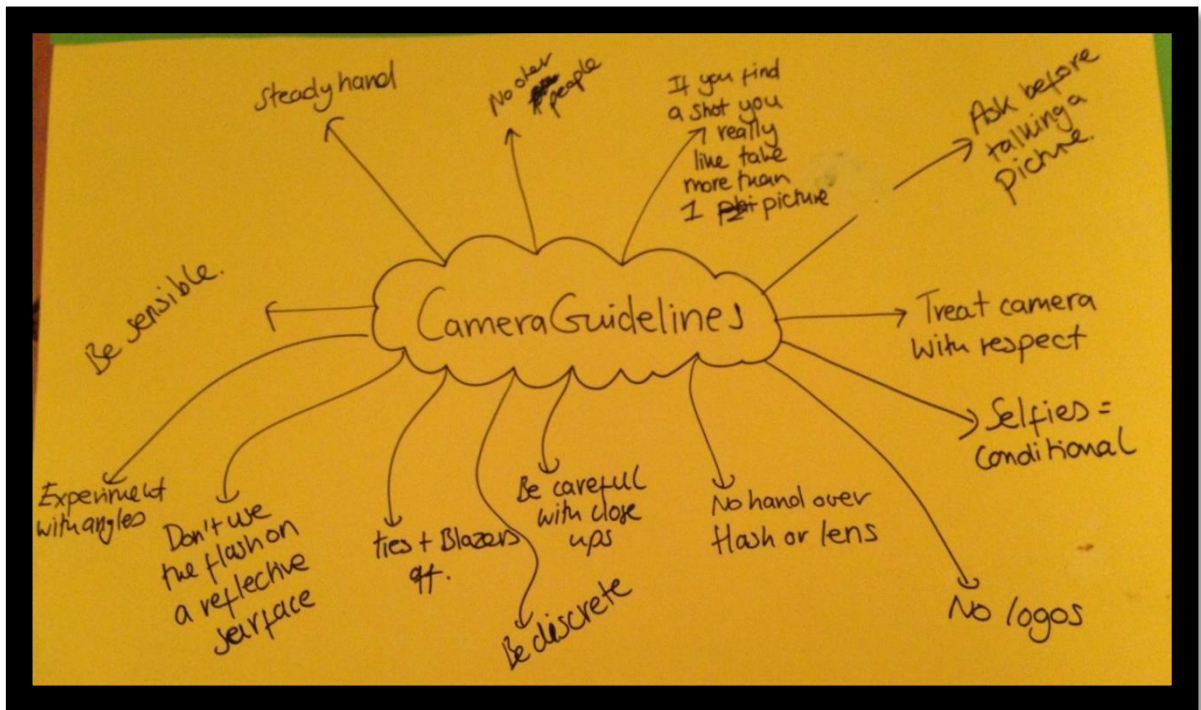 Steady hand
No other
people
If you find
a shot you
really
like take
more than
1 picture
Ask before
talking a
picture.
Be sensible.
Camera Guidelines
Treat camera
with respect
Selfies =
conditional
Experiment
with angles
Don't use
the flash on
a reflective
surface
ties + Blazers
off.
Be discrete
Be careful
with close
ups
No hand over
flash or lens
No logos